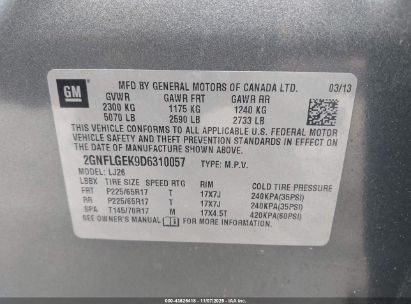 GM
MFD BY GENERAL MOTORS OF CANADA LTD. 03/13
GVWR GAWR FRT GAWR RR
2300 KG 1175 KG 1240 KG
5070 LB 2590 LB 2733 LB
THIS VEHICLE CONFORMS TO ALL APPLICABLE U.S. FEDERAL
VEHICLE SAFETY AND THEFT PREVENTION STANDARDS IN EFFECT ON
THE DATE OF MANUFACTURE SHOWN ABOVE.
2GNFLGEK9D6310057 TYPE: M.P.V.
MODEL: LJ26
LBBX TIRE SIZE SPEED RTG RIM COLD TIRE PRESSURE
FRT P225/65R17 T 17X7J 240KPA(35PSI)
RR P225/65R17 T 17X7J 240KPA(35PSI)
SPA T145/70R17 M 17X4.5T 420KPA(60PSI)
SEE OWNER'S MANUAL FOR MORE INFORMATION.